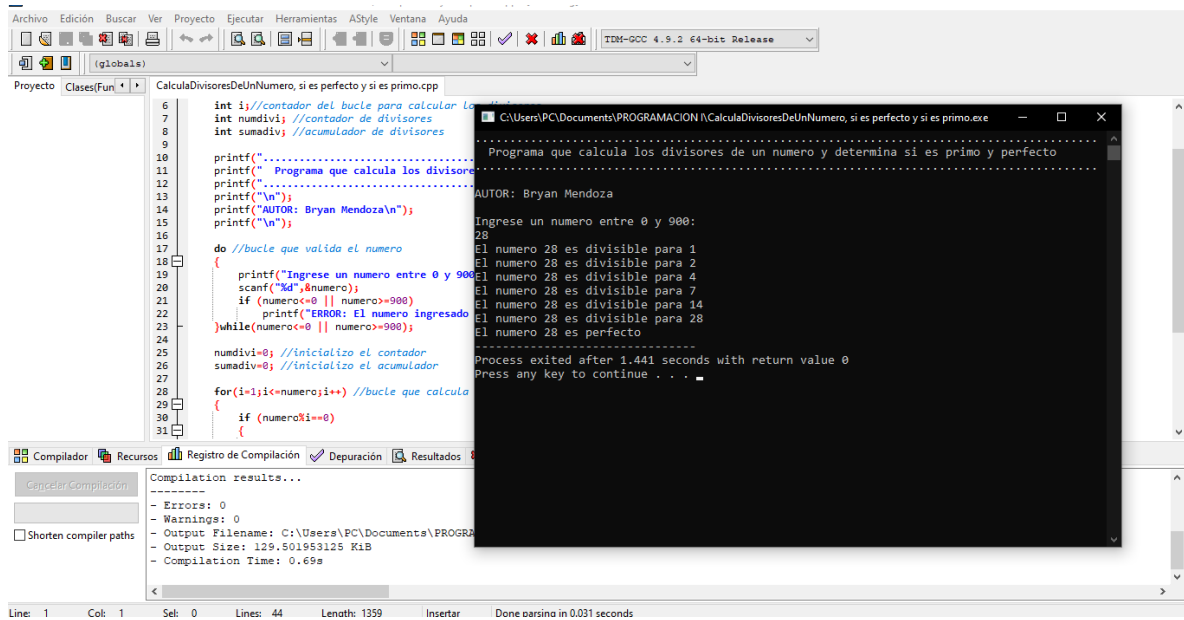 Archivo Edición Buscar Ver Proyecto Ejecutar Herramientas AStyle Ventana Ayuda
TDM-GCC 4.9.2 64-bit Release
(globals)
Proyecto Clases(Fun
CalculaDivisoresDeUnNumero, si es perfecto y si es primo.cpp
6 int i;//contador del bucle para calcular los divisores
7 int numdivi; //contador de divisores
8 int sumadiv; //acumulador de divisores
9
10 printf("..................................
11 printf("  Programa que calcula los divisore
12 printf("..................................
13 printf("\n");
14 printf("AUTOR: Bryan Mendoza\n");
15 printf("\n");
16
17 do //bucle que valida el numero
18 {
19 printf("Ingrese un numero entre 0 y 900
20 scanf("%d",&numero);
21 if (numero<=0 || numero>=900)
22 printf("ERROR: El numero ingresado
23 }while(numero<=0 || numero>=900);
24
25 numdivi=0; //inicializo el contador
26 sumadiv=0; //inicializo el acumulador
27
28 for(i=1;i<=numero;i++) //bucle que calcula
29 {
30 if (numero%i==0)
31 {
C:\Users\PC\Documents\PROGRAMACION I\CalculaDivisoresDeUnNumero, si es perfecto y si es primo.exe
..........................................................................................
Programa que calcula los divisores de un numero y determina si es primo y perfecto
..........................................................................................
AUTOR: Bryan Mendoza
Ingrese un numero entre 0 y 900:
28
El numero 28 es divisible para 1
El numero 28 es divisible para 2
El numero 28 es divisible para 4
El numero 28 es divisible para 7
El numero 28 es divisible para 14
El numero 28 es divisible para 28
El numero 28 es perfecto
--------------------------------
Process exited after 1.441 seconds with return value 0
Press any key to continue . . .
Compilador Recursos Registro de Compilación Depuración Resultados
Cancelar Compilación
Shorten compiler paths
Compilation results...
--------
- Errors: 0
- Warnings: 0
- Output Filename: C:\Users\PC\Documents\PROGRA
- Output Size: 129.501953125 KiB
- Compilation Time: 0.69s
Line: 1 Col: 1 Sel: 0 Lines: 44 Length: 1359 Insertar Done parsing in 0.031 seconds